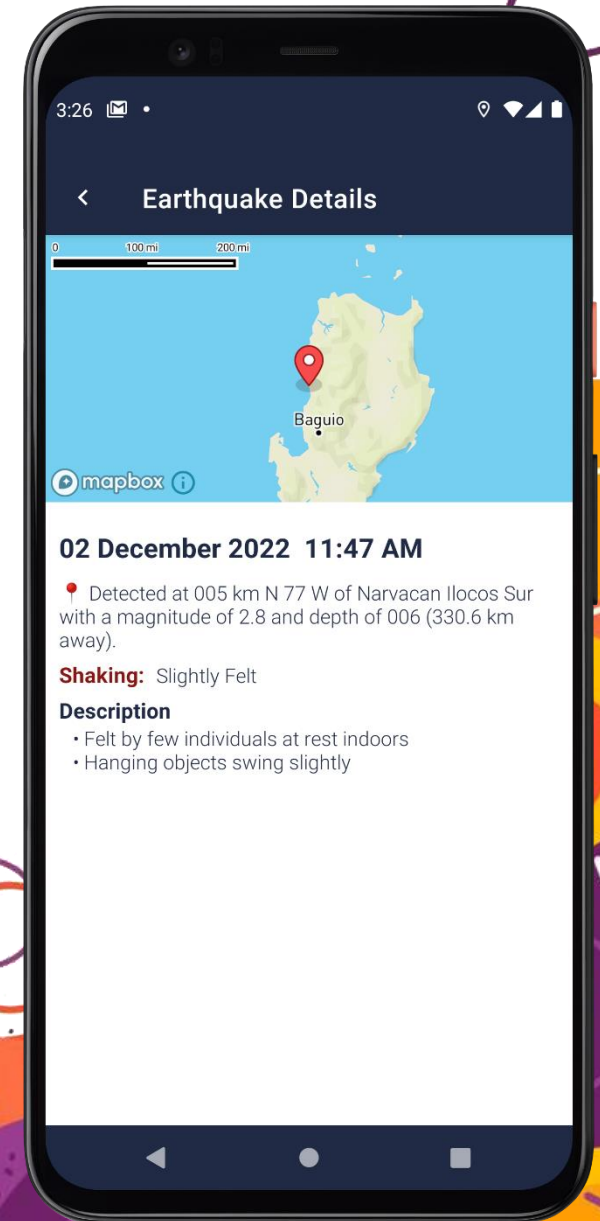 3:26
Earthquake Details
0 100 mi 200 mi
Baguio
mapbox
02 December 2022 11:47 AM
Detected at 005 km N 77 W of Narvacan Ilocos Sur
with a magnitude of 2.8 and depth of 006 (330.6 km
away).
Shaking: Slightly Felt
Description
• Felt by few individuals at rest indoors
• Hanging objects swing slightly